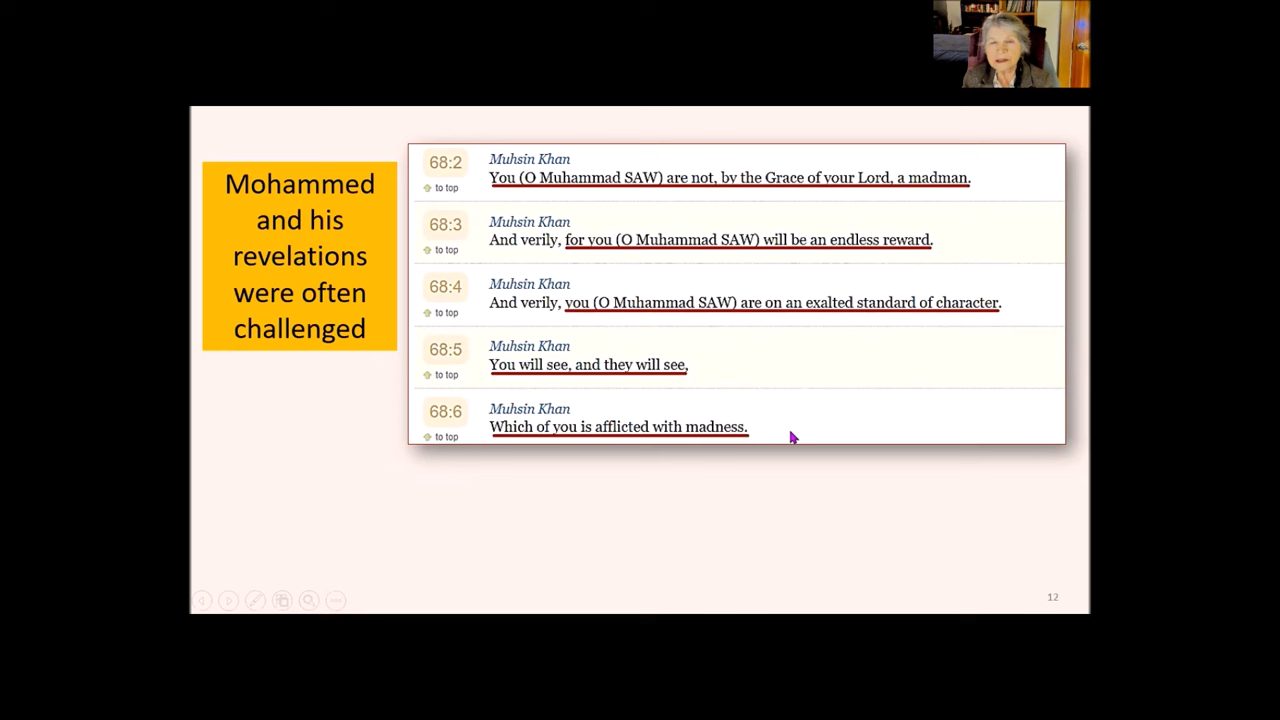 Mohammed
and his
revelations
were often
challenged
68:2
to top
Muhsin Khan
You (O Muhammad SAW) are not, by the Grace of your Lord, a madman.
68:3
to top
Muhsin Khan
And verily, for you (O Muhammad SAW) will be an endless reward.
68:4
to top
Muhsin Khan
And verily, you (O Muhammad SAW) are on an exalted standard of character.
68:5
to top
Muhsin Khan
You will see, and they will see,
68:6
to top
Muhsin Khan
Which of you is afflicted with madness.
12